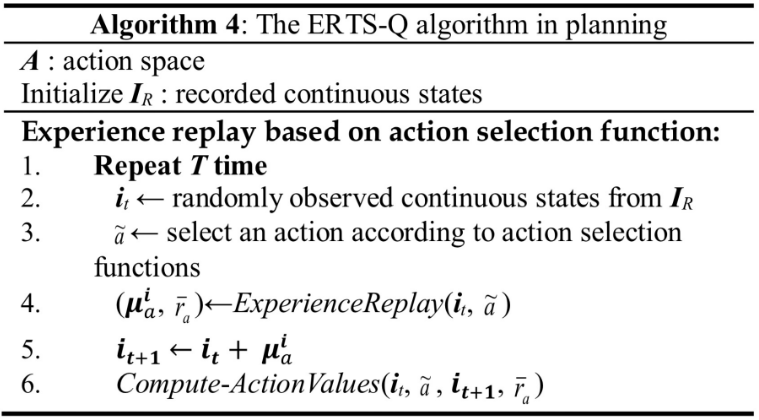 Algorithm 4: The ERTS-Q algorithm in planning
A : action space
Initialize I_R : recorded continuous states
Experience replay based on action selection function:
1. Repeat T time
2. i_t ← randomly observed continuous states from I_R
3. ã ← select an action according to action selection
functions
4. (μ_a^i, r̄_a)←ExperienceReplay(i_t, ã)
5. i_{t+1} ← i_t + μ_a^i
6. Compute-ActionValues(i_t, ã, i_{t+1}, r̄_a)